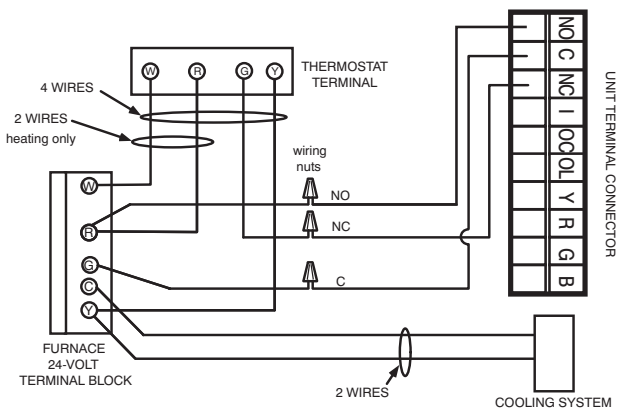 W R G Y
THERMOSTAT
TERMINAL
4 WIRES
2 WIRES
heating only
wiring
nuts
W
R
G
C
Y
NO
NC
C
FURNACE
24-VOLT
TERMINAL BLOCK
2 WIRES
NO
C
NC
I
OC
OL
Y
R
G
B
UNIT TERMINAL CONNECTOR
COOLING SYSTEM